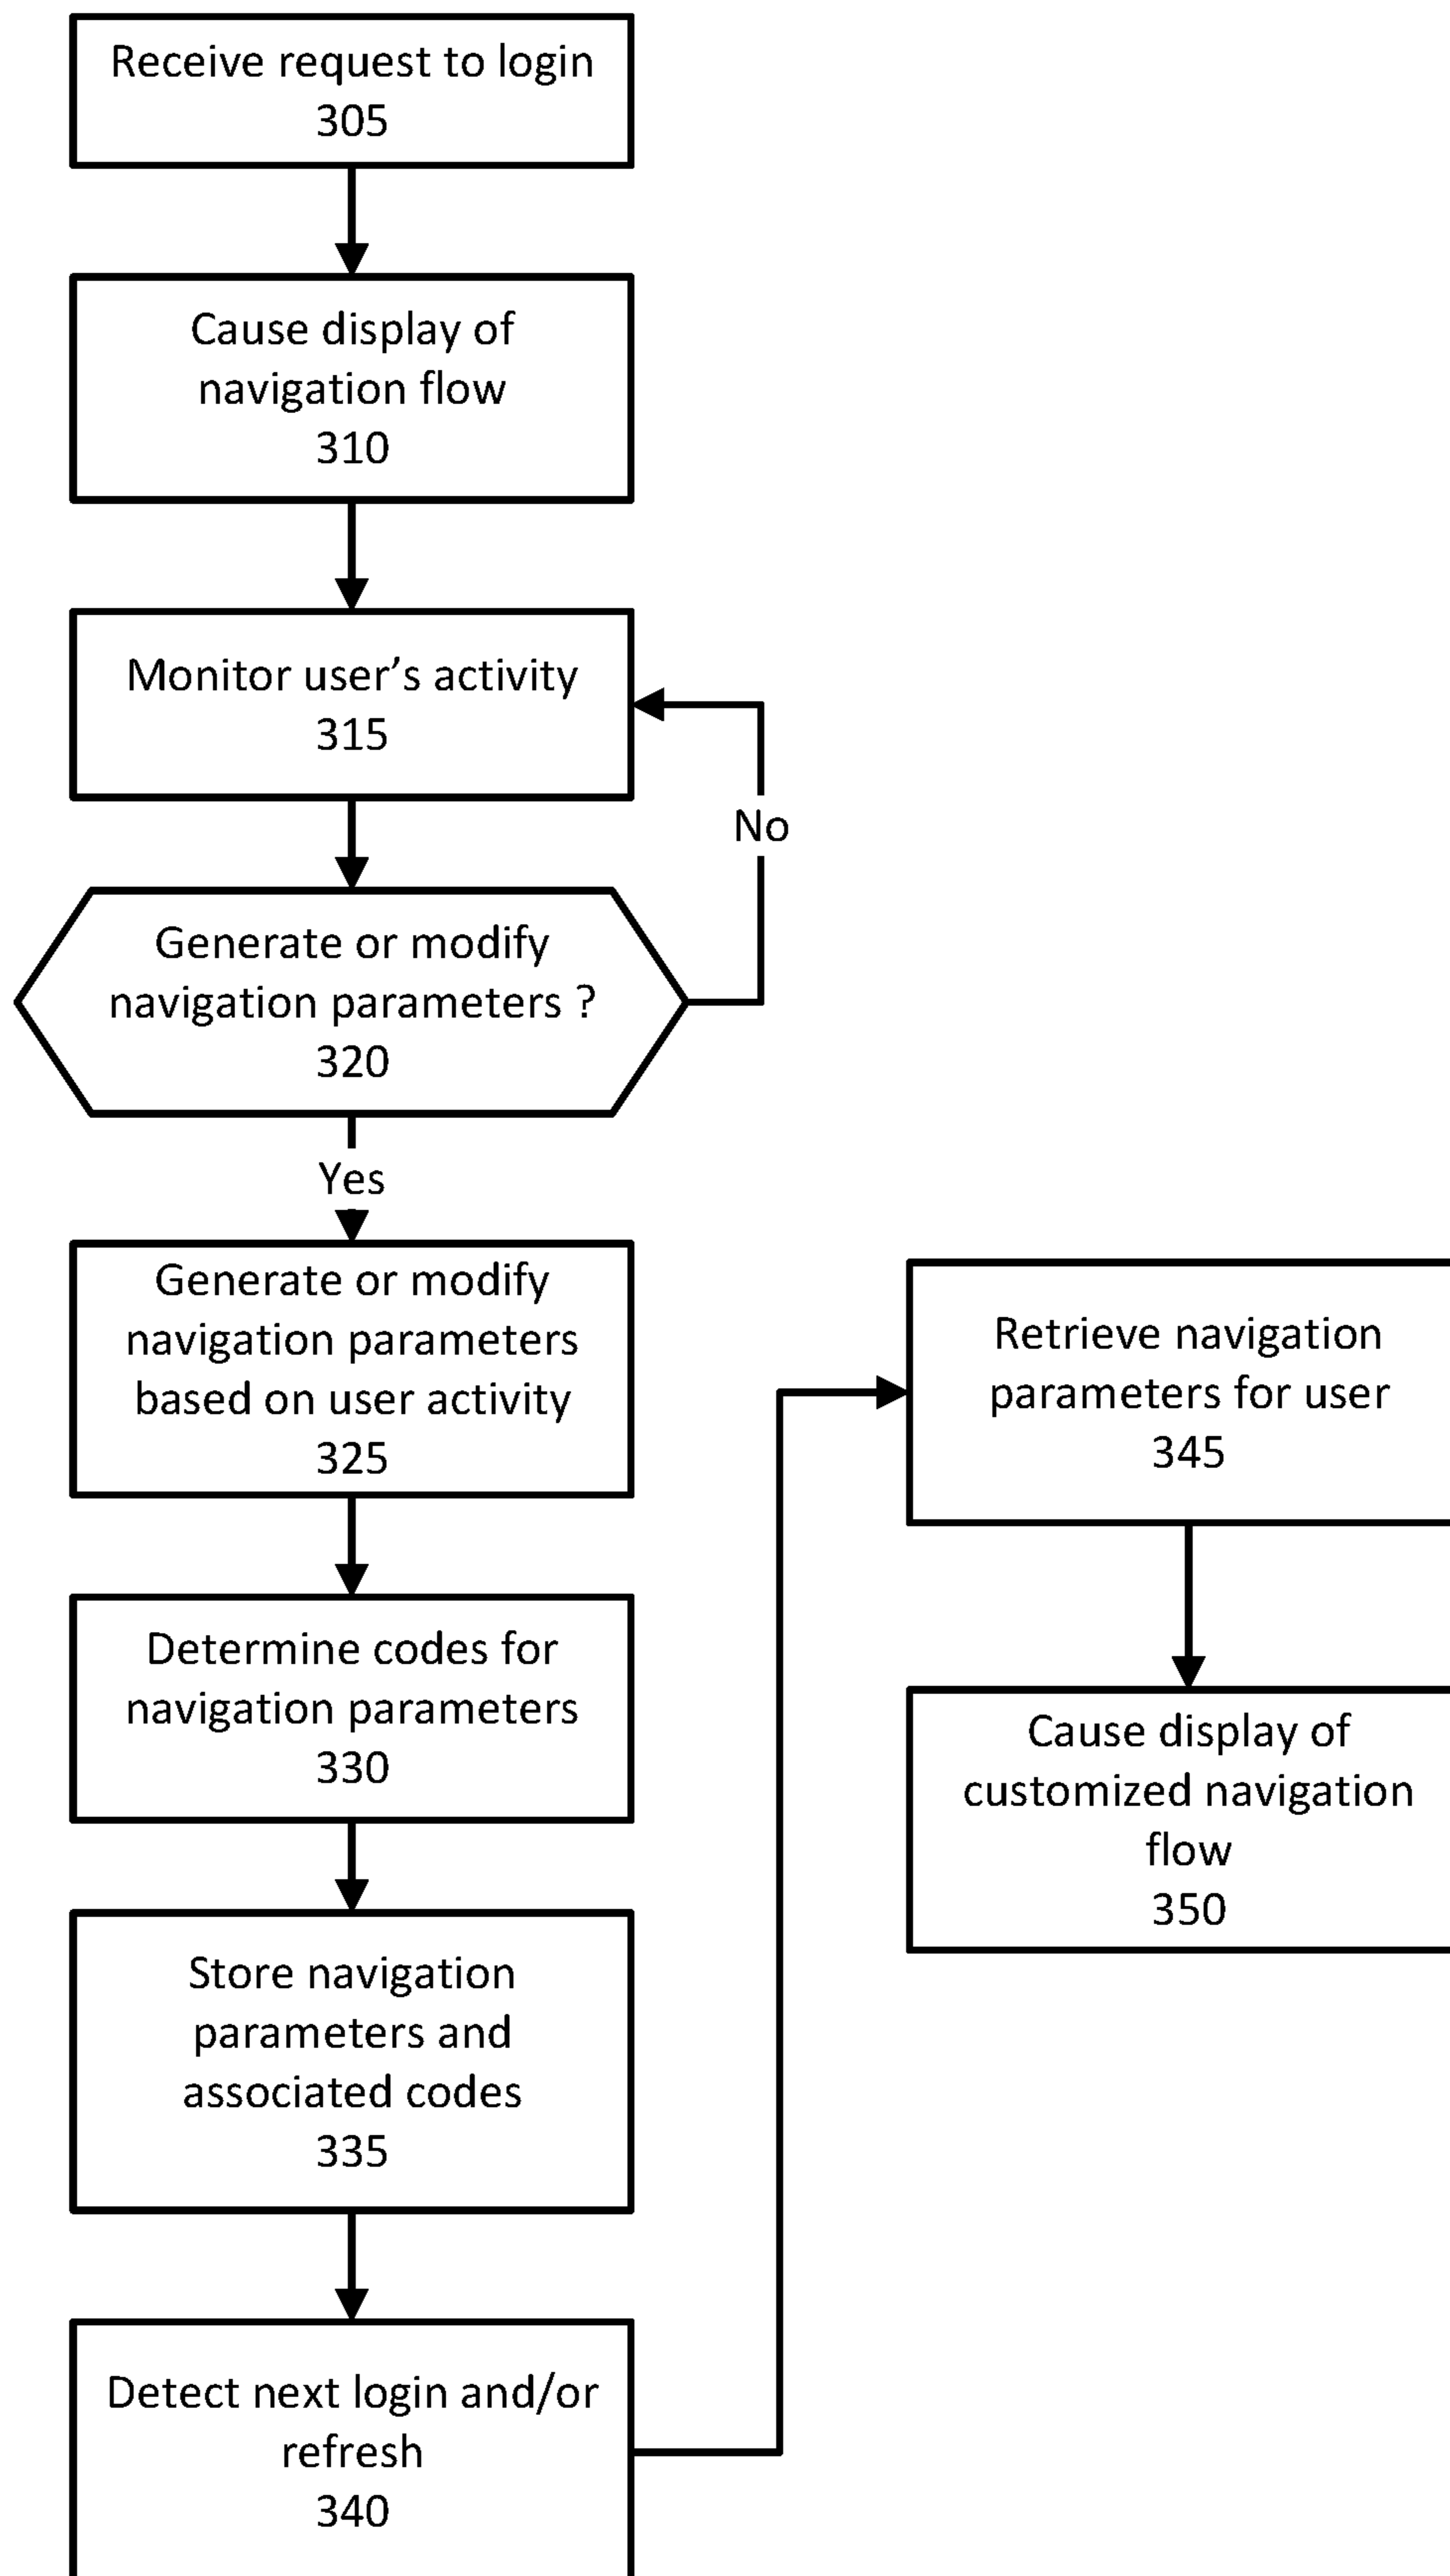 Receive request to login
305
Cause display of
navigation flow
310
Monitor user’s activity
315
No
Generate or modify
navigation parameters ?
320
Yes
Generate or modify
navigation parameters
based on user activity
325
Determine codes for
navigation parameters
330
Store navigation
parameters and
associated codes
335
Detect next login and/or
refresh
340
Retrieve navigation
parameters for user
345
Cause display of
customized navigation
flow
350